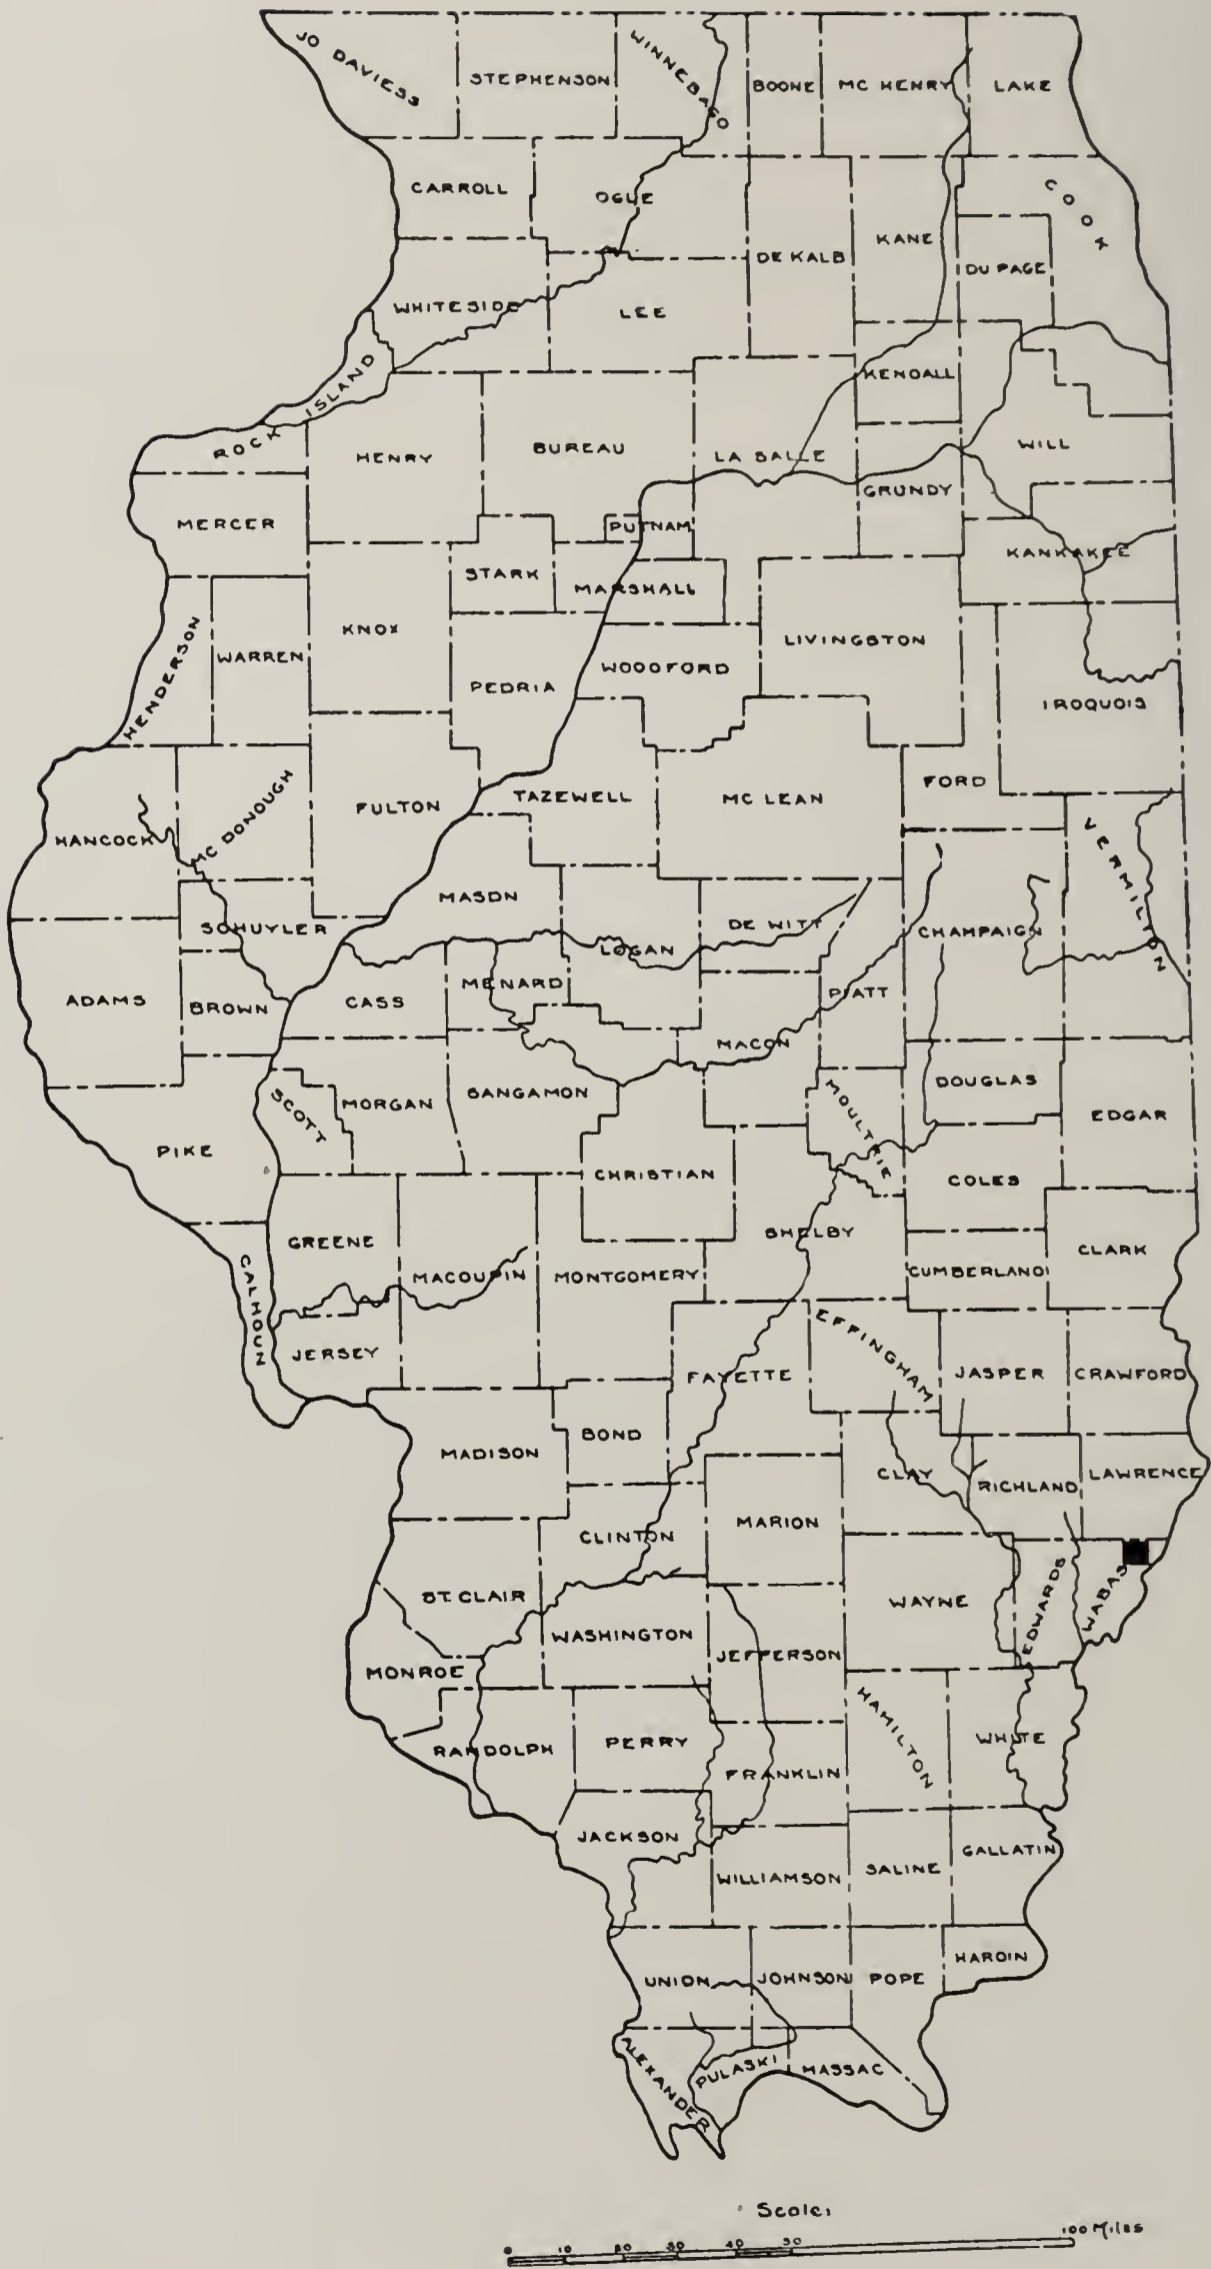 JO DAVIESS
STEPHENSON
WINNEBAGO
BOONE
MC HENRY
LAKE
CARROLL
OGLE
DE KALB
KANE
COOK
DU PAGE
WHITESIDE
LEE
KENDALL
ROCK ISLAND
HENRY
BUREAU
LA SALLE
WILL
GRUNDY
MERCER
PUTNAM
KANKAKEE
STARK
MARSHALL
HENDERSON
WARREN
KNOX
PEORIA
WOODFORD
LIVINGSTON
IROQUOIS
HANCOCK
MC DONOUGH
FULTON
TAZEWELL
MC LEAN
FORD
VERMILION
SCHUYLER
MASON
LOGAN
DE WITT
CHAMPAIGN
ADAMS
BROWN
CASS
MENARD
PIATT
MACON
PIKE
SCOTT
MORGAN
SANGAMON
MOULTRIE
DOUGLAS
EDGAR
CHRISTIAN
COLES
GREENE
SHELBY
CLARK
CALHOUN
MACOUPIN
MONTGOMERY
CUMBERLAND
JERSEY
FAYETTE
EFFINGHAM
JASPER
CRAWFORD
MADISON
BOND
CLAY
RICHLAND
LAWRENCE
CLINTON
MARION
ST. CLAIR
WASHINGTON
WAYNE
EDWARDS
WABAS
MONROE
JEFFERSON
RANDOLPH
PERRY
HAMILTON
WHITE
FRANKLIN
JACKSON
WILLIAMSON
SALINE
GALLATIN
UNION
JOHNSON
POPE
HARDIN
ALEXANDER
PULASKI
MASSAC
Scale:
0 10 20 30 40 50 100 Miles